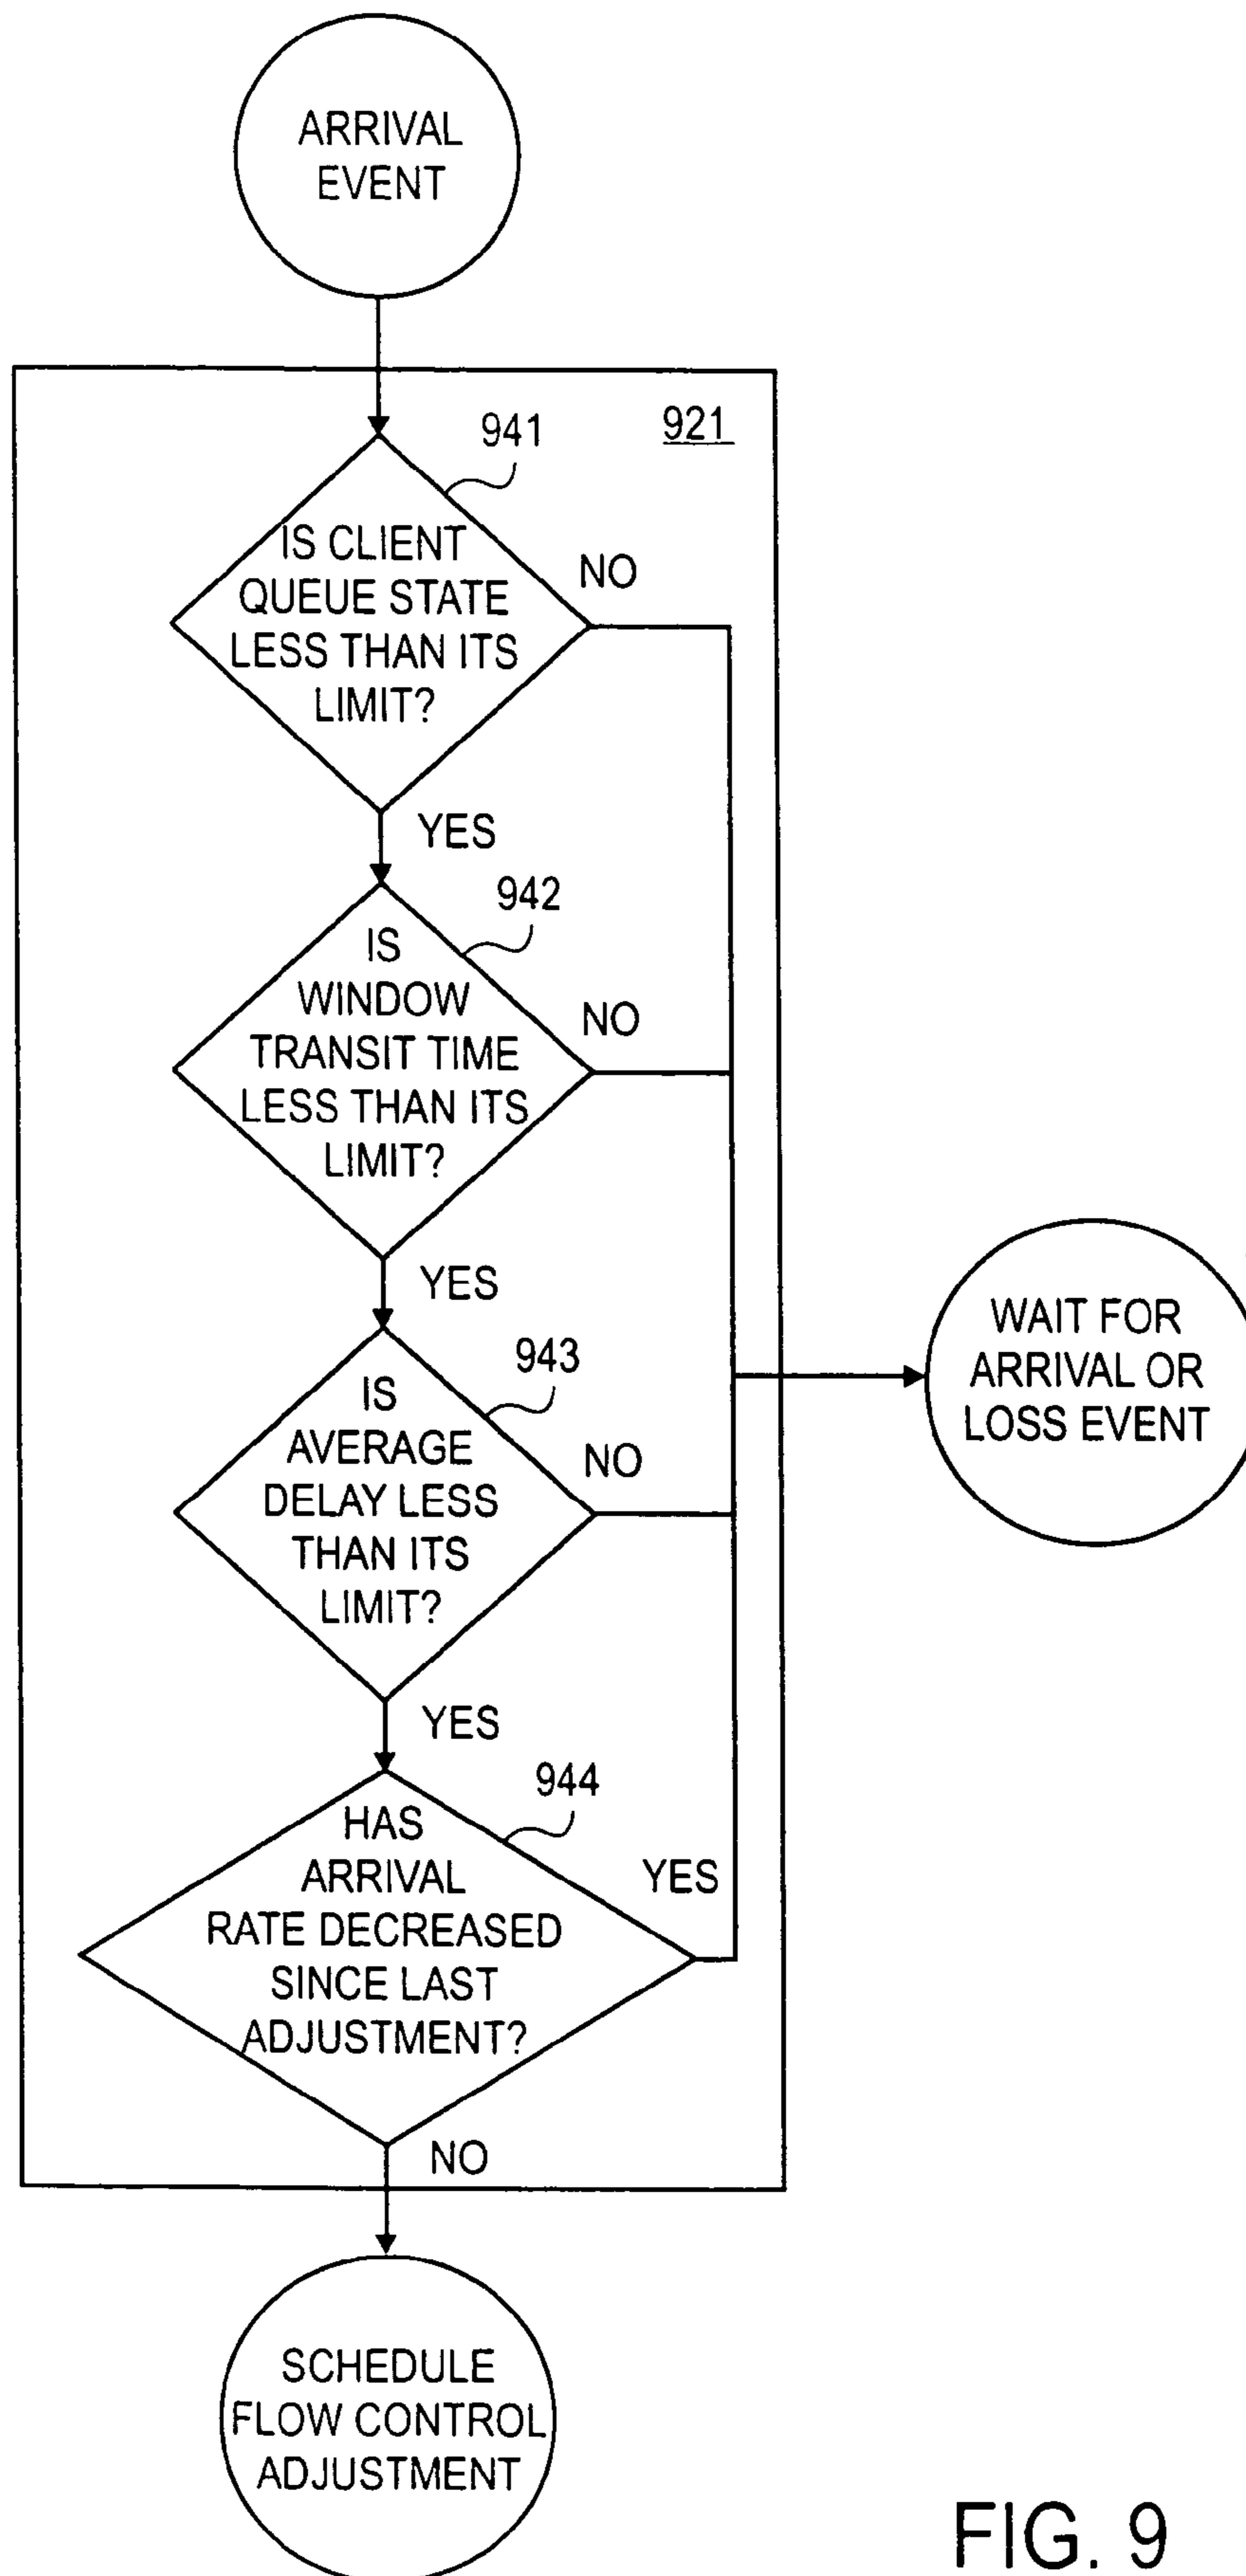 ARRIVAL
EVENT
921
941
IS CLIENT
QUEUE STATE
LESS THAN ITS
LIMIT?
NO
YES
942
IS
WINDOW
TRANSIT TIME
LESS THAN ITS
LIMIT?
NO
YES
943
IS
AVERAGE
DELAY LESS
THAN ITS
LIMIT?
NO
WAIT FOR
ARRIVAL OR
LOSS EVENT
YES
944
HAS
ARRIVAL
RATE DECREASED
SINCE LAST
ADJUSTMENT?
YES
NO
SCHEDULE
FLOW CONTROL
ADJUSTMENT
FIG. 9